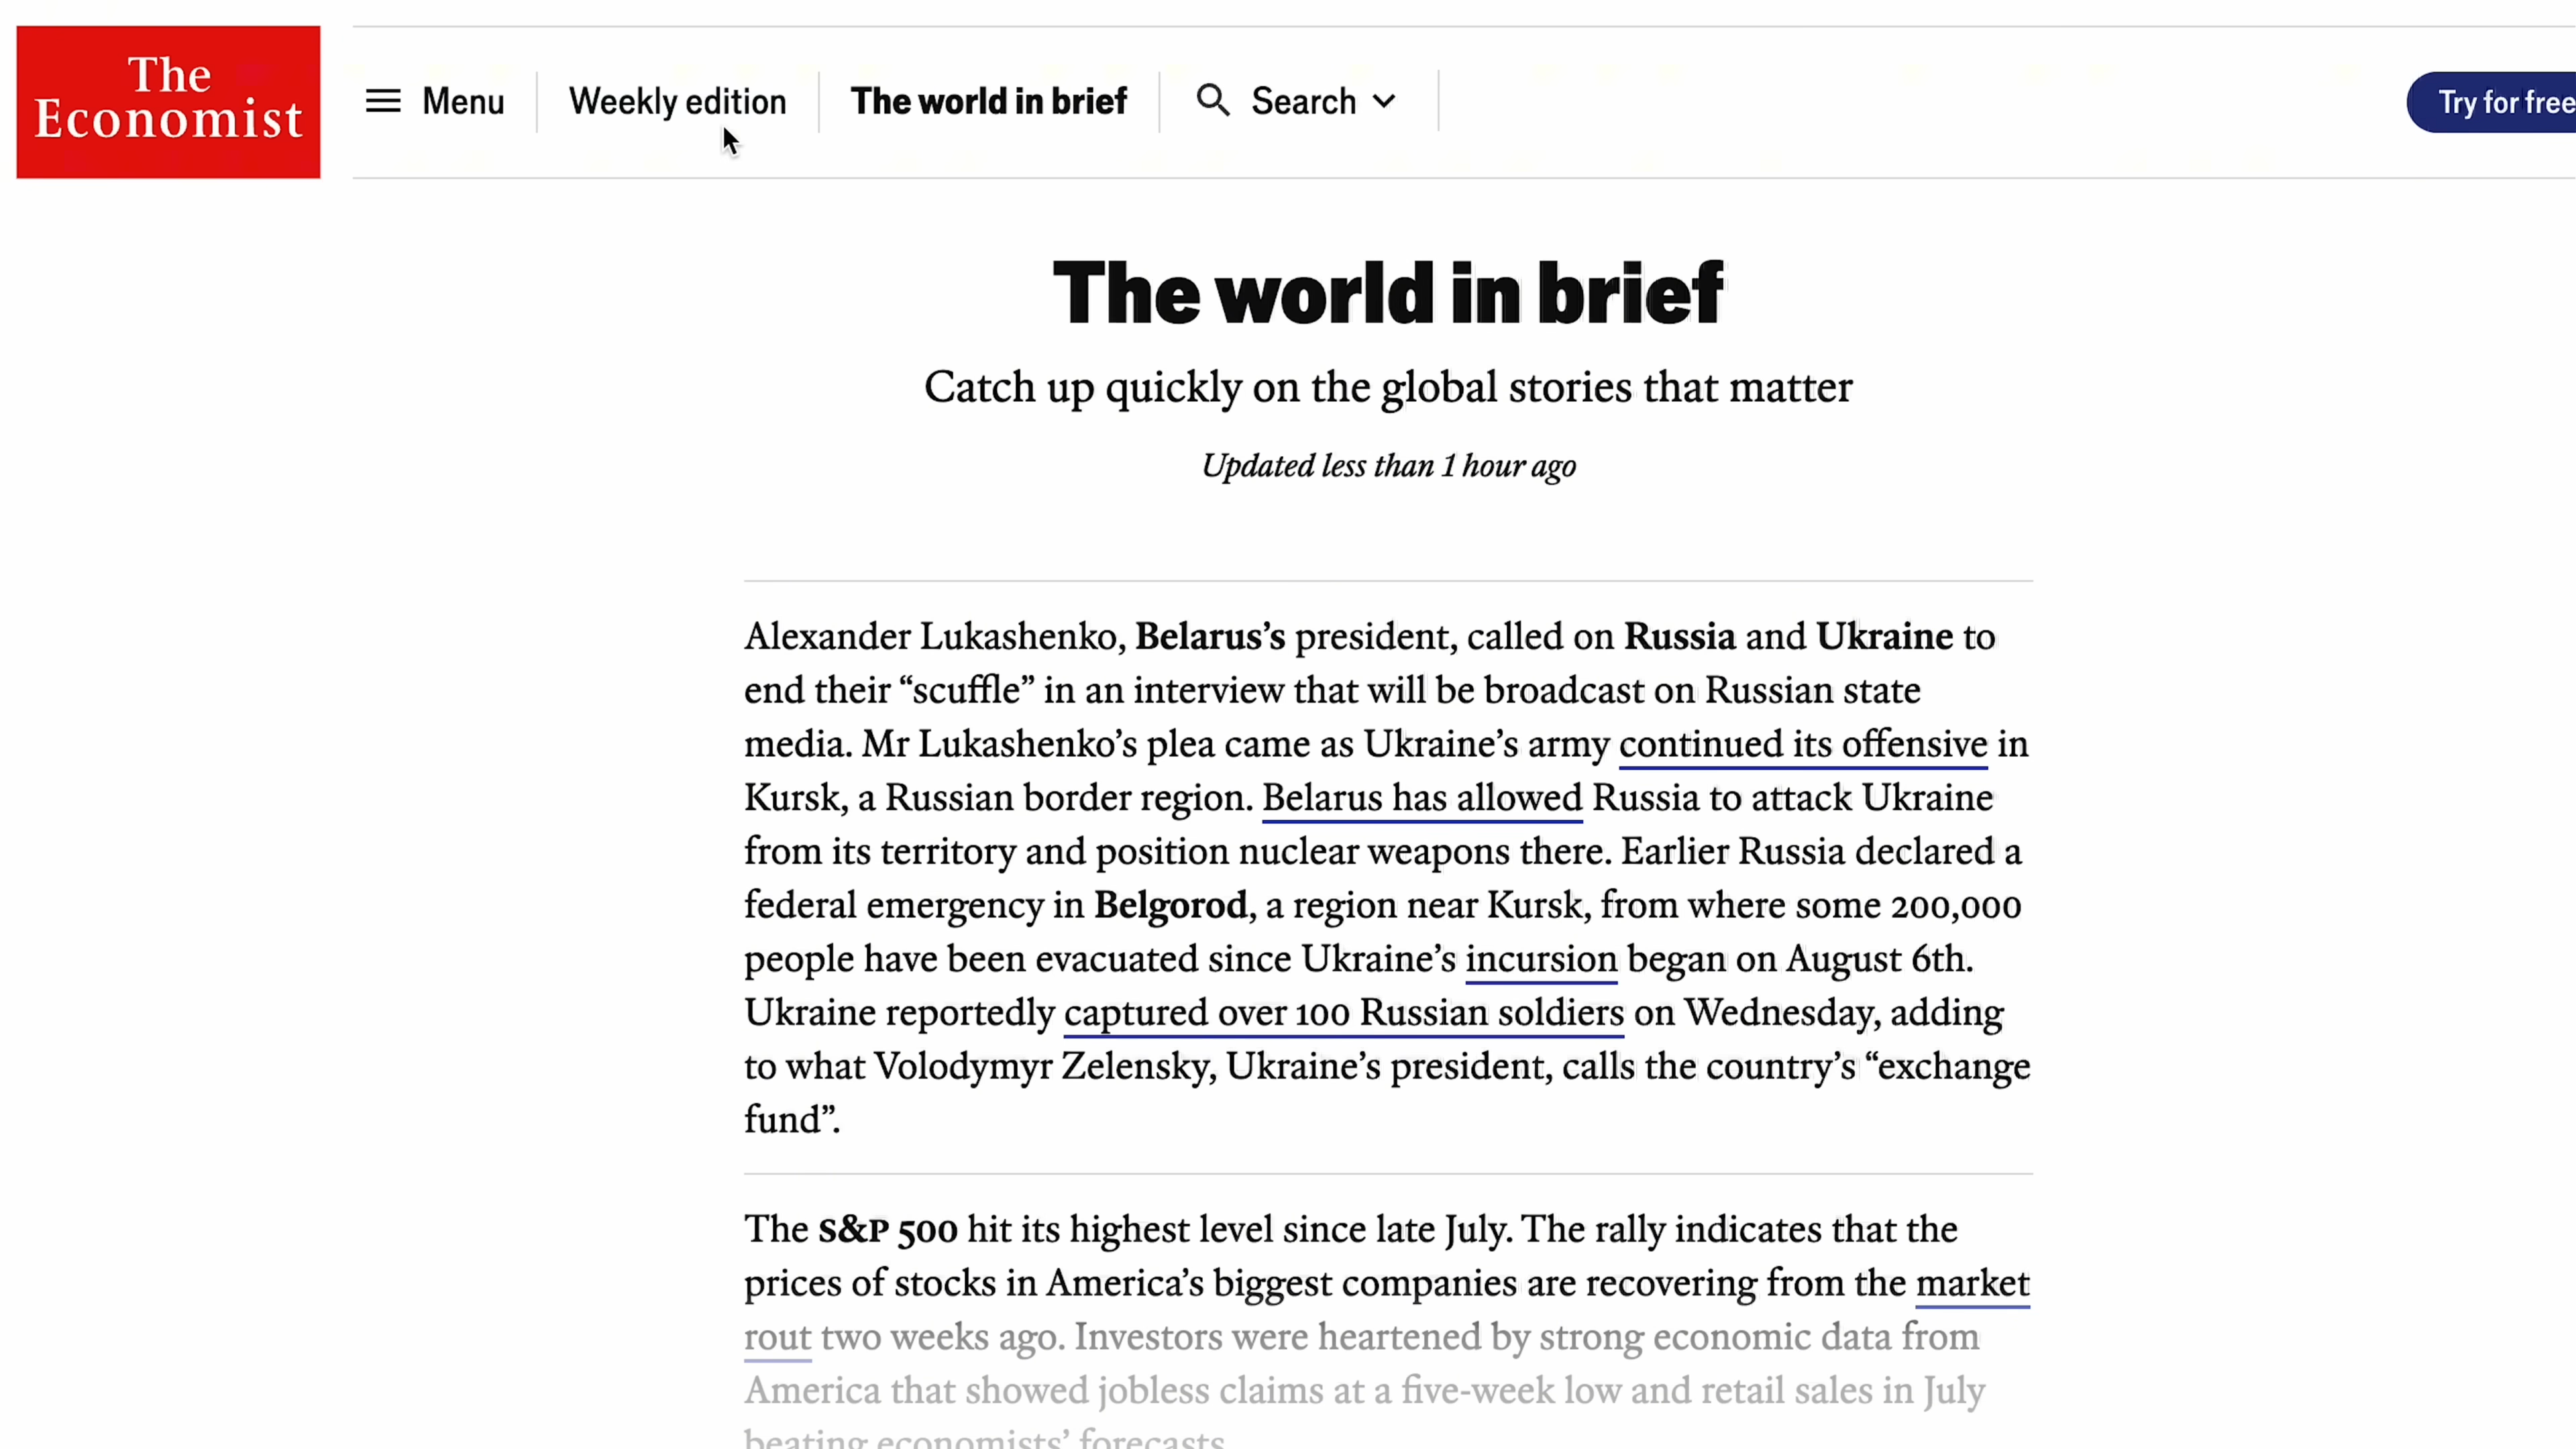 The
Economist
Menu
Weekly edition
The world in brief
Search
Try for free
The world in brief
Catch up quickly on the global stories that matter
Updated less than 1 hour ago
Alexander Lukashenko, Belarus’s president, called on Russia and Ukraine to
end their “scuffle” in an interview that will be broadcast on Russian state
media. Mr Lukashenko’s plea came as Ukraine’s army continued its offensive in
Kursk, a Russian border region. Belarus has allowed Russia to attack Ukraine
from its territory and position nuclear weapons there. Earlier Russia declared a
federal emergency in Belgorod, a region near Kursk, from where some 200,000
people have been evacuated since Ukraine’s incursion began on August 6th.
Ukraine reportedly captured over 100 Russian soldiers on Wednesday, adding
to what Volodymyr Zelensky, Ukraine’s president, calls the country’s “exchange
fund”.
The S&P 500 hit its highest level since late July. The rally indicates that the
prices of stocks in America’s biggest companies are recovering from the market
rout two weeks ago. Investors were heartened by strong economic data from
America that showed jobless claims at a five-week low and retail sales in July
beating economists’ forecasts.